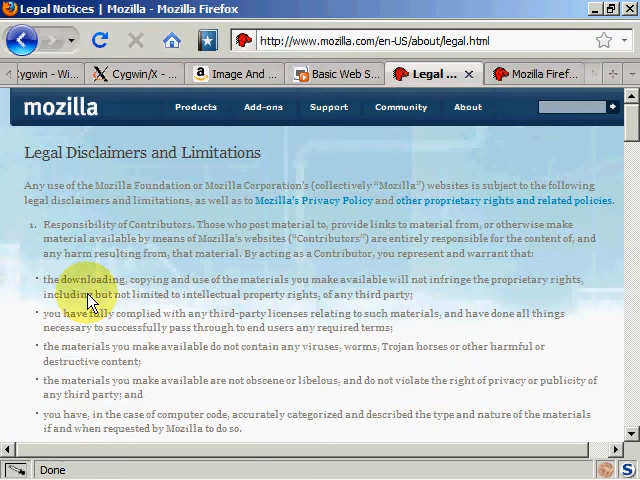 Legal Notices | Mozilla - Mozilla Firefox
http://www.mozilla.com/en-US/about/legal.html
Cygwin - Wi...
Cygwin/X - ...
Image And ...
Basic Web S...
Legal ...
Mozilla Firef...
mozilla
Products
Add-ons
Support
Community
About
Legal Disclaimers and Limitations
Any use of the Mozilla Foundation or Mozilla Corporation's (collectively “Mozilla”) websites is subject to the following
legal disclaimers and limitations, as well as to Mozilla's Privacy Policy and other proprietary rights and related policies.
1. Responsibility of Contributors. Those who post material to, provide links to material from, or otherwise make
material available by means of Mozilla's websites (“Contributors”) are entirely responsible for the content of, and
any harm resulting from, that material. By acting as a Contributor, you represent and warrant that:
• the downloading, copying and use of the materials you make available will not infringe the proprietary rights,
including but not limited to intellectual property rights, of any third party;
• you have fully complied with any third-party licenses relating to such materials, and have done all things
necessary to successfully pass through to end users any required terms;
• the materials you make available do not contain any viruses, worms, Trojan horses or other harmful or
destructive content;
• the materials you make available are not obscene or libelous, and do not violate the right of privacy or publicity of
any third party; and
• you have, in the case of computer code, accurately categorized and described the type and nature of the materials
if and when requested by Mozilla to do so.
Done
S